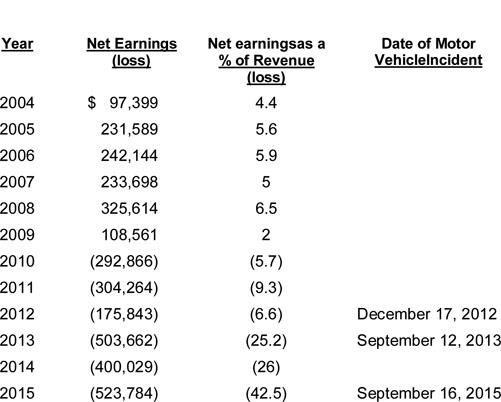 Year Net Earnings Net earningsas a Date of Motor
(loss) % of Revenue VehicleIncident
(loss)
2004 $ 97,399 4.4
2005 231,589 5.6
2006 242,144 5.9
2007 233,698 5
2008 325,614 6.5
2009 108,561 2
2010 (292,866) (5.7)
2011 (304,264) (9.3)
2012 (175,843) (6.6) December 17, 2012
2013 (503,662) (25.2) September 12, 2013
2014 (400,029) (26)
2015 (523,784) (42.5) September 16, 2015